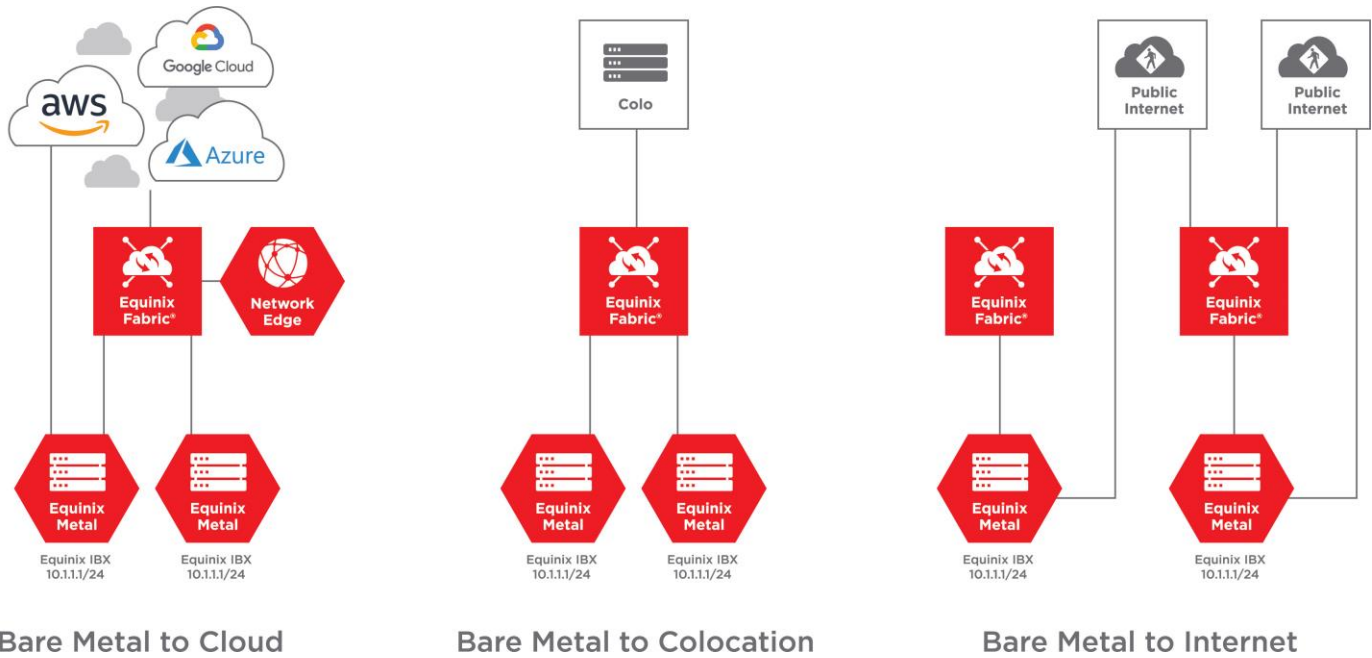 Google Cloud
aws
Azure
Equinix
Fabric®
Network
Edge
Equinix
Metal
Equinix IBX
10.1.1.1/24
Equinix
Metal
Equinix IBX
10.1.1.1/24
Bare Metal to Cloud
Colo
Equinix
Fabric®
Equinix
Metal
Equinix IBX
10.1.1.1/24
Equinix
Metal
Equinix IBX
10.1.1.1/24
Bare Metal to Colocation
Public
Internet
Public
Internet
Equinix
Fabric®
Equinix
Fabric®
Equinix
Metal
Equinix IBX
10.1.1.1/24
Equinix
Metal
Equinix IBX
10.1.1.1/24
Bare Metal to Internet